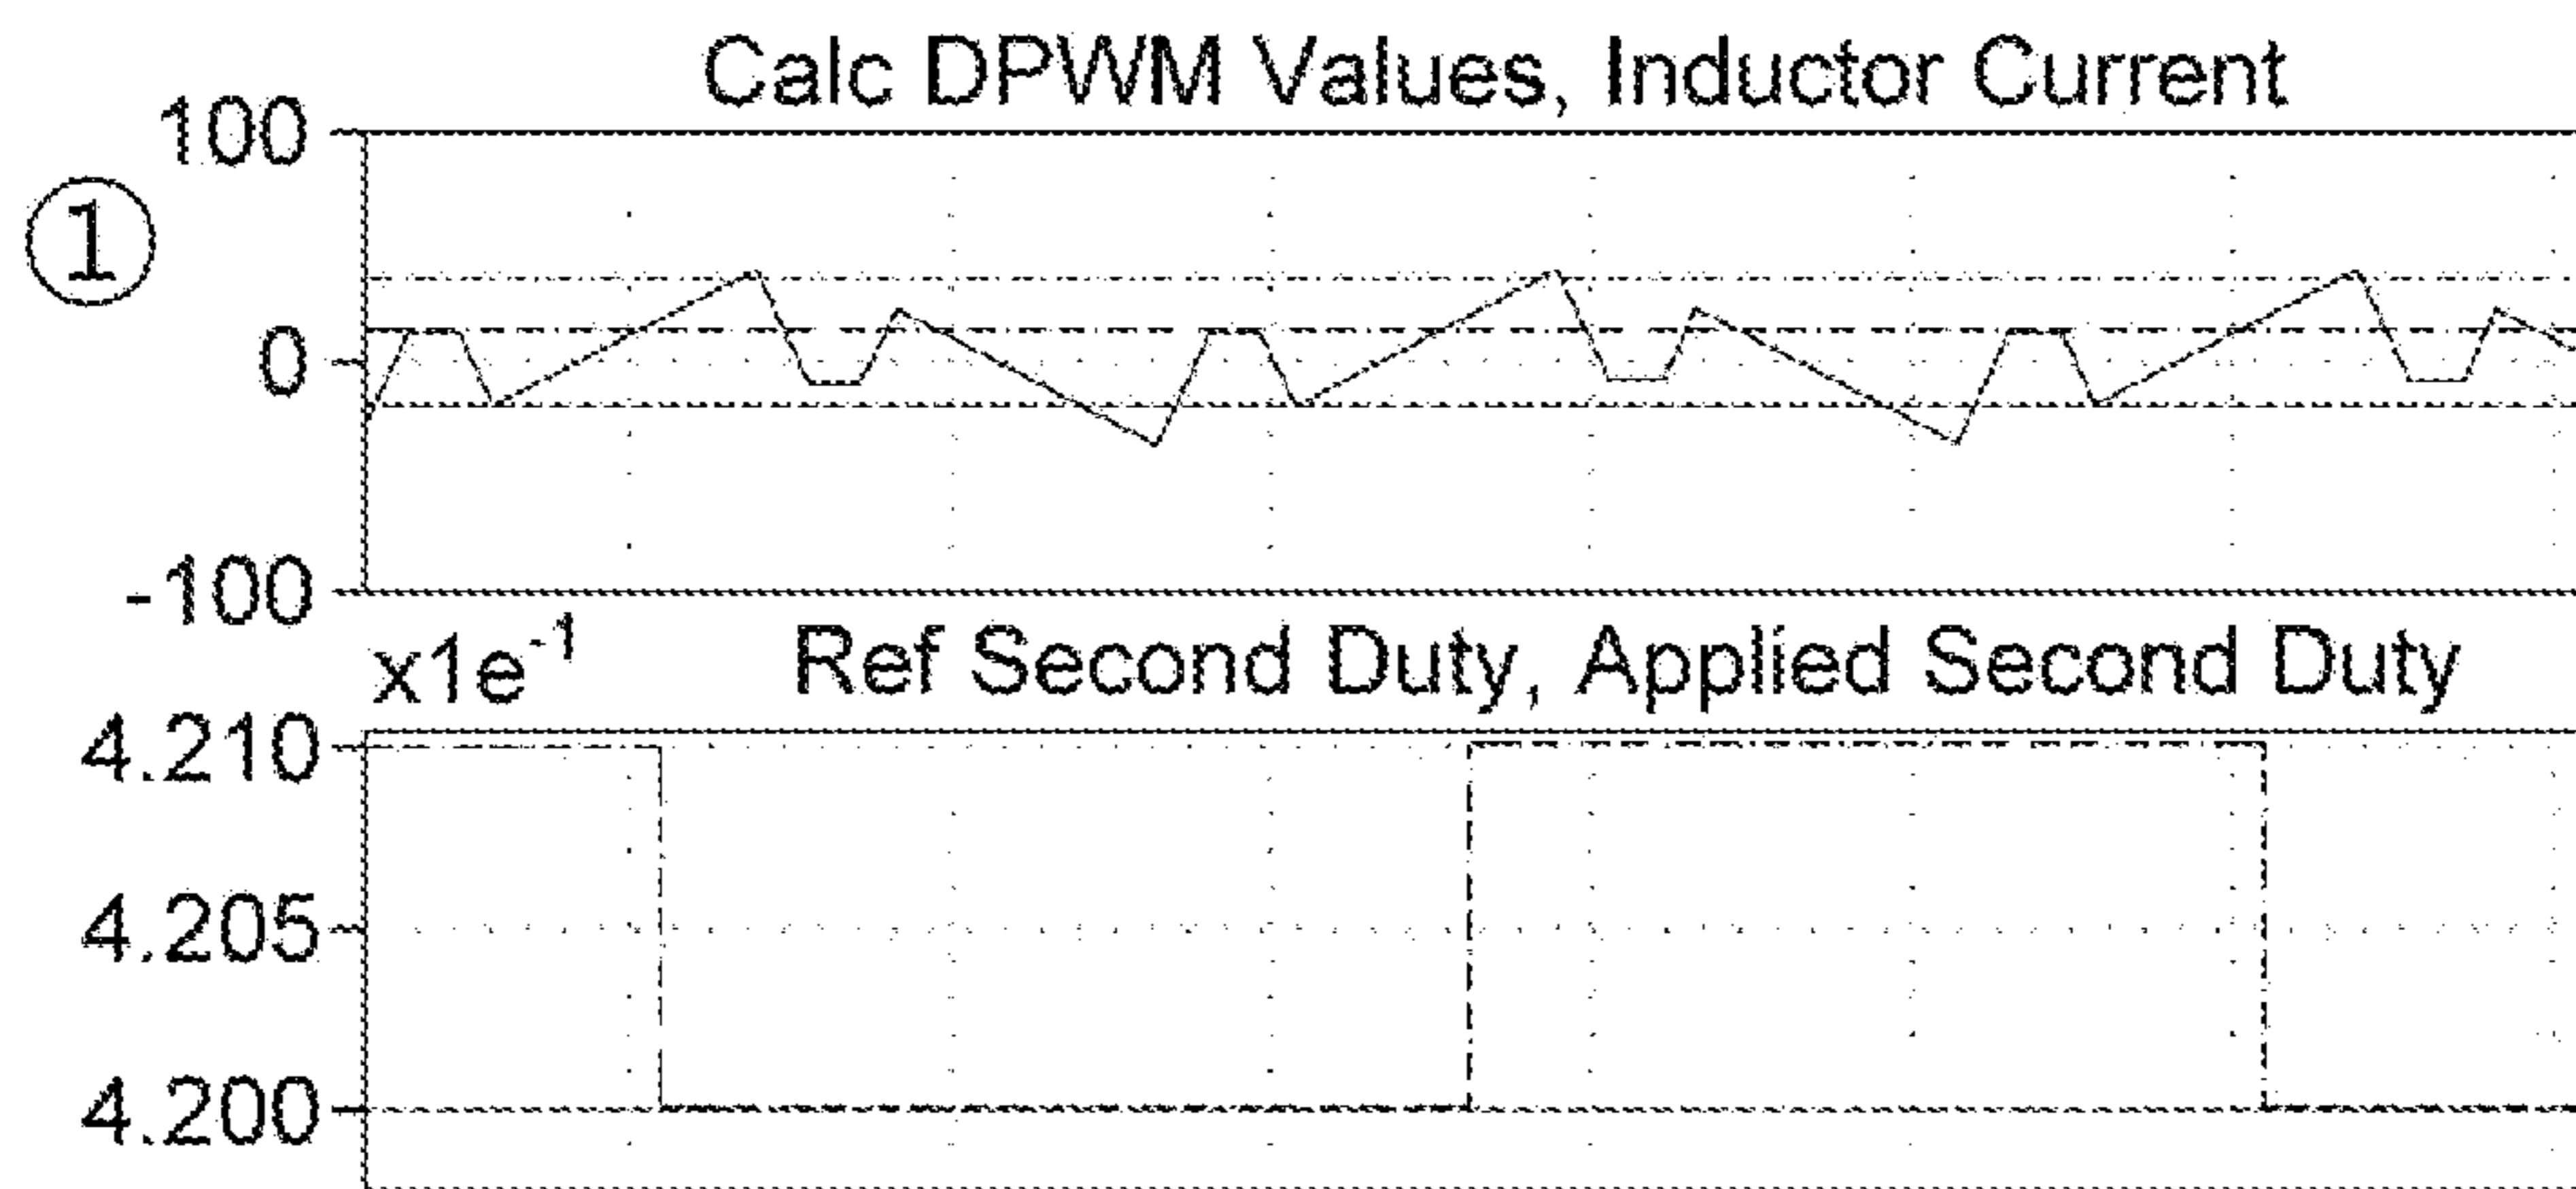 Calc DPWM Values, Inductor Current
100
①
0
-100
x1e-1
Ref Second Duty, Applied Second Duty
4.210
4.205
4.200